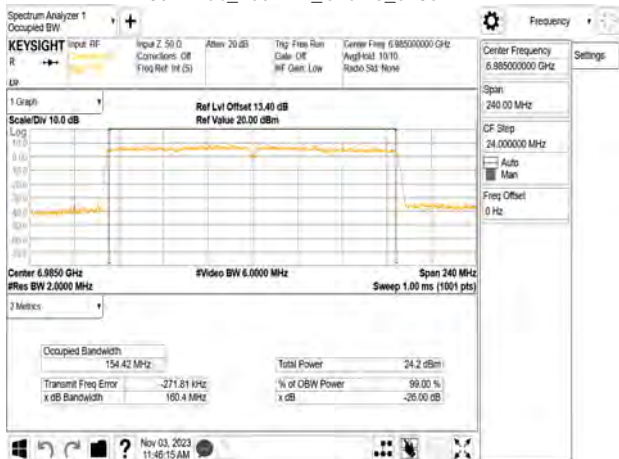 Spectrum Analyzer 1
Occupied BW
Frequency
KEYSIGHT
Input: RF
Input Z: 50 Ω
Corrections: Off
Freq Ref: Int (S)
Atten: 20 dB
Trig: Free Run
Gate: Off
#IF Gain: Low
Center Freq: 6.985000000 GHz
Avg|Hold: 10/10
Radio Std: None
Center Frequency
6.985000000 GHz
Settings
Span
240.00 MHz
CF Step
24.000000 MHz
Auto
Man
Freq Offset
0 Hz
1 Graph
Scale/Div 10.0 dB
Ref Lvl Offset 13.40 dB
Ref Value 20.00 dBm
Log
Center 6.9850 GHz
#Video BW 6.0000 MHz
Span 240 MHz
#Res BW 2.0000 MHz
Sweep 1.00 ms (1001 pts)
2 Metrics
Occupied Bandwidth
154.42 MHz
Total Power
24.2 dBm
Transmit Freq Error
-271.81 kHz
% of OBW Power
99.00 %
x dB Bandwidth
160.4 MHz
x dB
-26.00 dB
Nov 03, 2023
11:46:15 AM